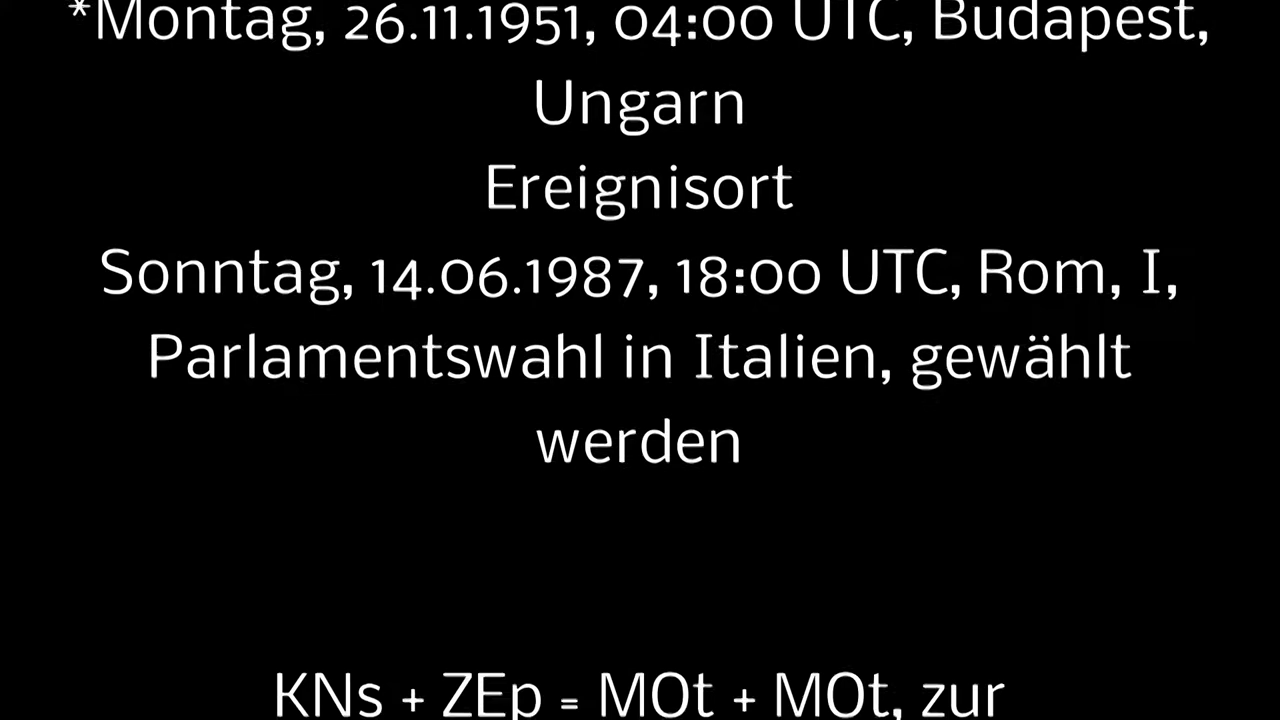 *Montag, 26.11.1951, 04:00 UTC, Budapest,
Ungarn
Ereignisort
Sonntag, 14.06.1987, 18:00 UTC, Rom, I,
Parlamentswahl in Italien, gewählt
werden
KNs + ZEp = MOt + MOt, zur